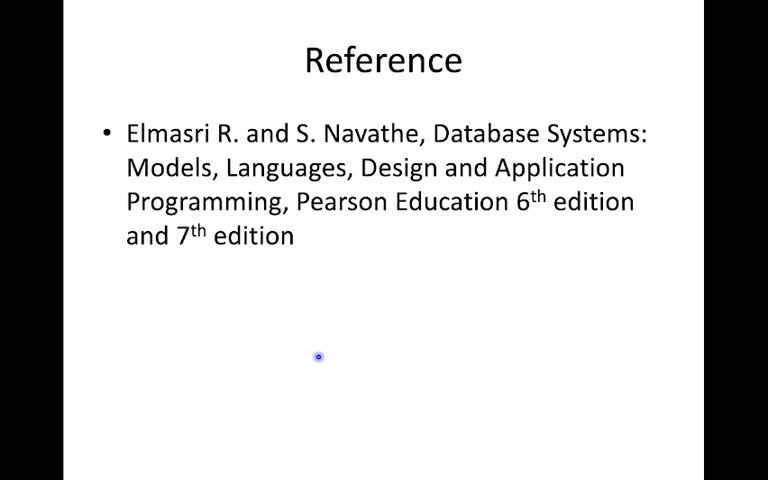 Reference
• Elmasri R. and S. Navathe, Database Systems:
Models, Languages, Design and Application
Programming, Pearson Education 6th edition
and 7th edition